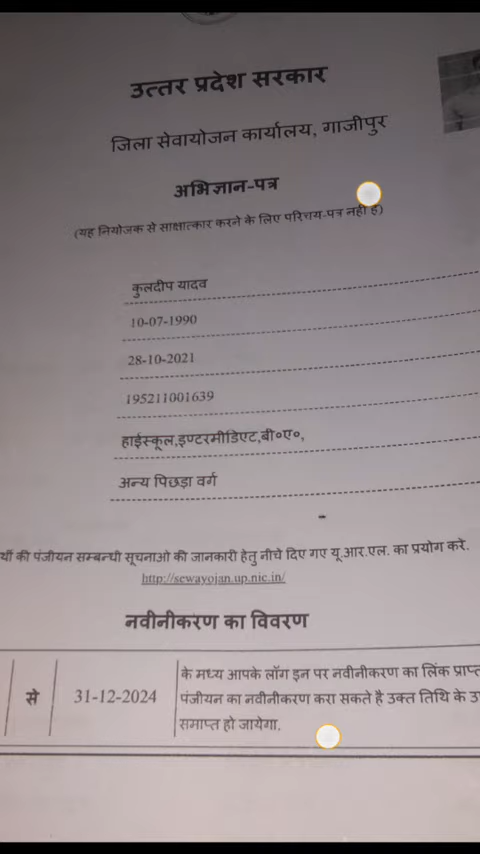 उत्तर प्रदेश सरकार
जिला सेवायोजन कार्यालय, गाजीपुर
अभिज्ञान-पत्र
(यह नियोजक से साक्षात्कार करने के लिए परिचय-पत्र नही है)
कुलदीप यादव
10-07-1990
28-10-2021
195211001639
हाईस्कूल,इण्टरमीडिएट,बी०ए०,
अन्य पिछड़ा वर्ग
की पंजीयन सम्बन्धी सूचनाओ की जानकारी हेतु नीचे दिए गए यू.आर.एल. का प्रयोग करे.
http://sewayojan.up.nic.in/
नवीनीकरण का विवरण
से 31-12-2024 के मध्य आपके लॉग इन पर नवीनीकरण का लिंक
पंजीयन का नवीनीकरण करा सकते है उक्त तिथि के
समाप्त हो जायेगा.